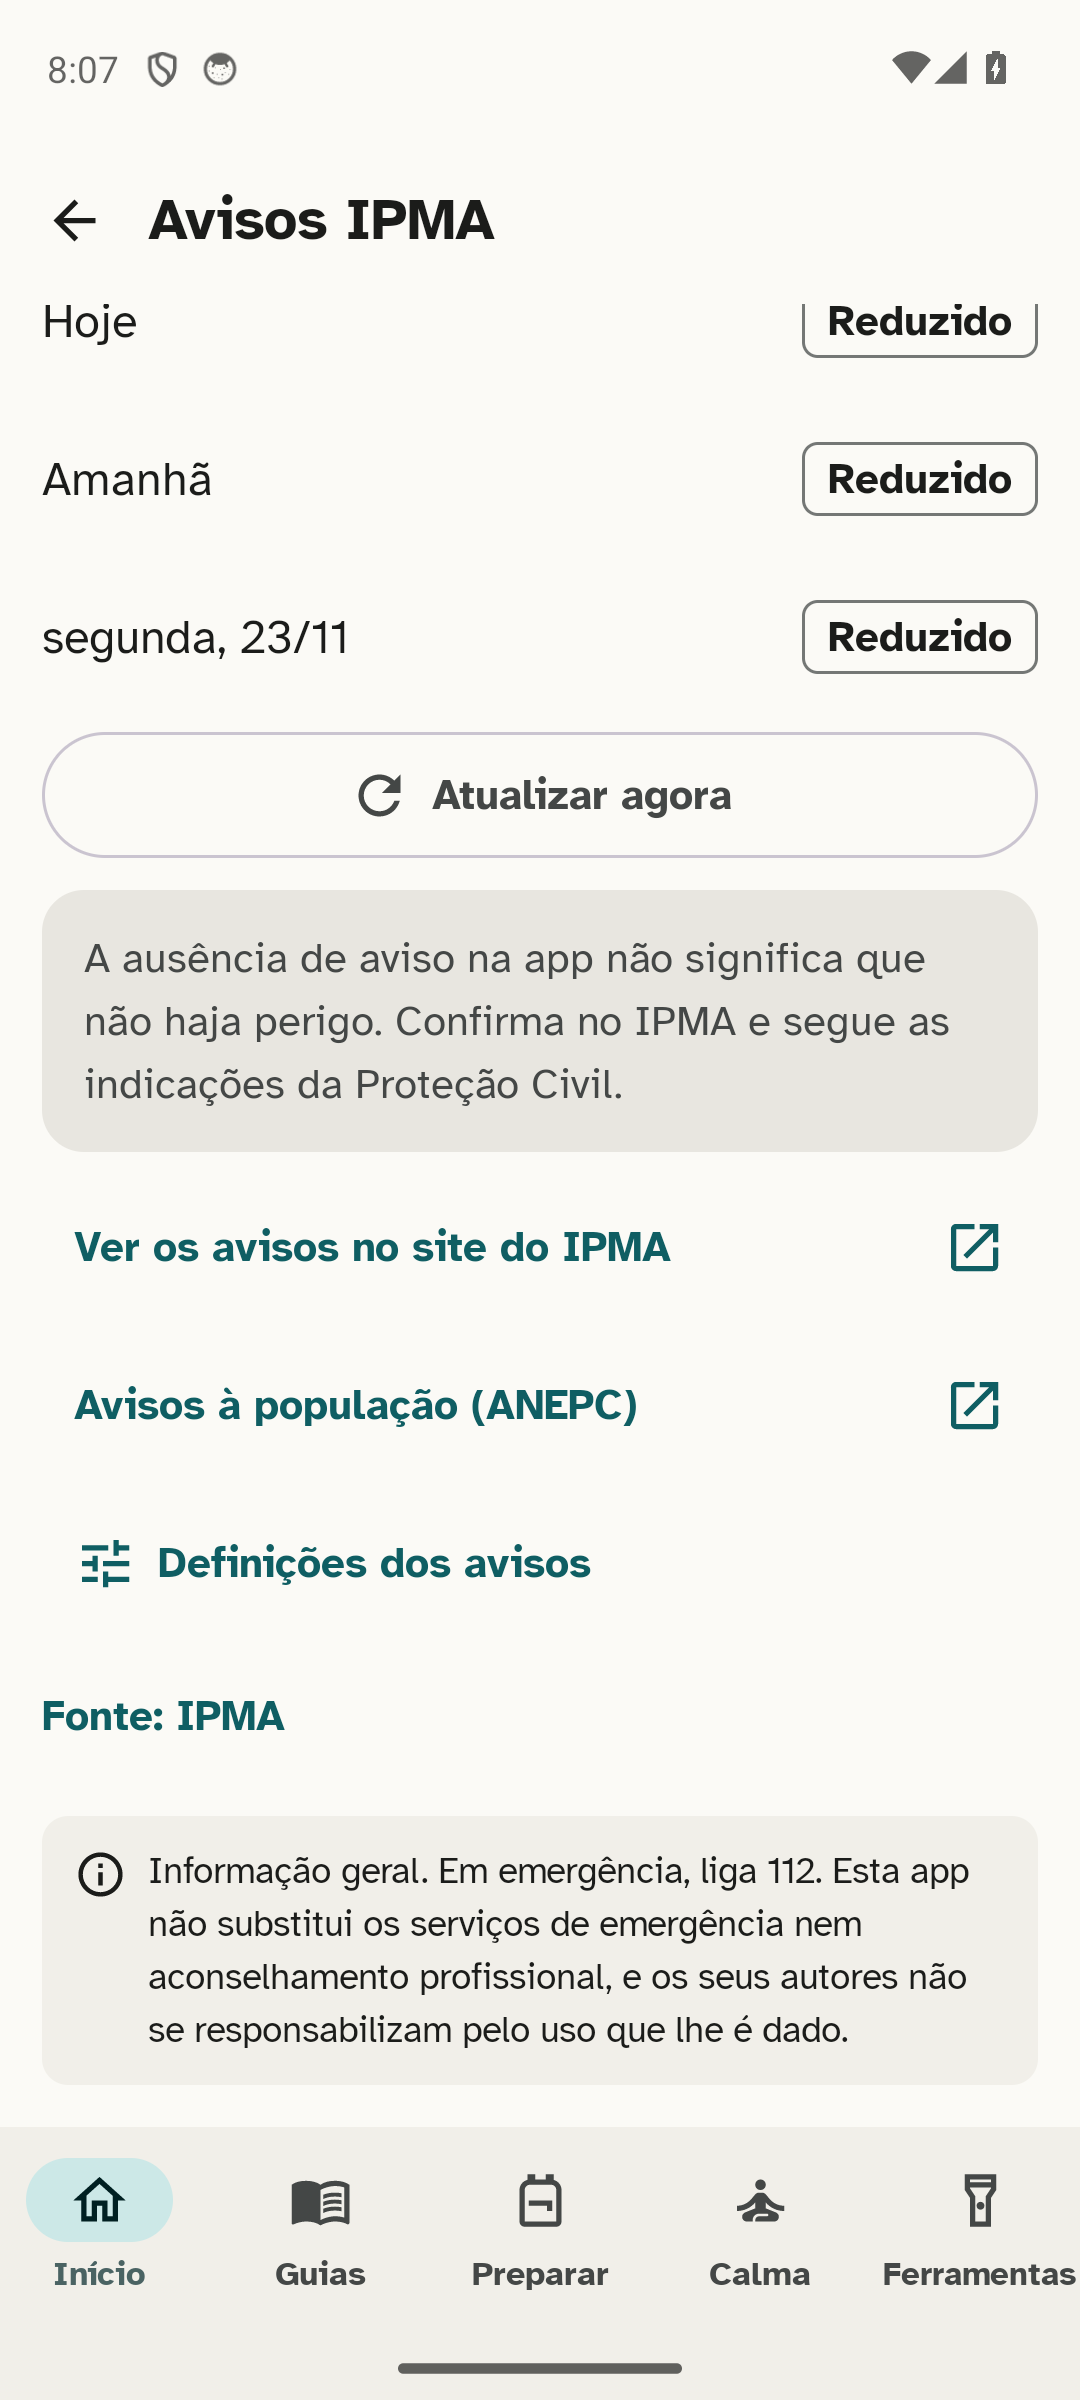 8:07
Avisos IPMA
Hoje
Reduzido
Amanhã
Reduzido
segunda, 23/11
Reduzido
Atualizar agora
A ausência de aviso na app não significa que
não haja perigo. Confirma no IPMA e segue as
indicações da Proteção Civil.
Ver os avisos no site do IPMA
Avisos à população (ANEPC)
Definições dos avisos
Fonte: IPMA
Informação geral. Em emergência, liga 112. Esta app
não substitui os serviços de emergência nem
aconselhamento profissional, e os seus autores não
se responsabilizam pelo uso que lhe é dado.
Início
Guias
Preparar
Calma
Ferramentas